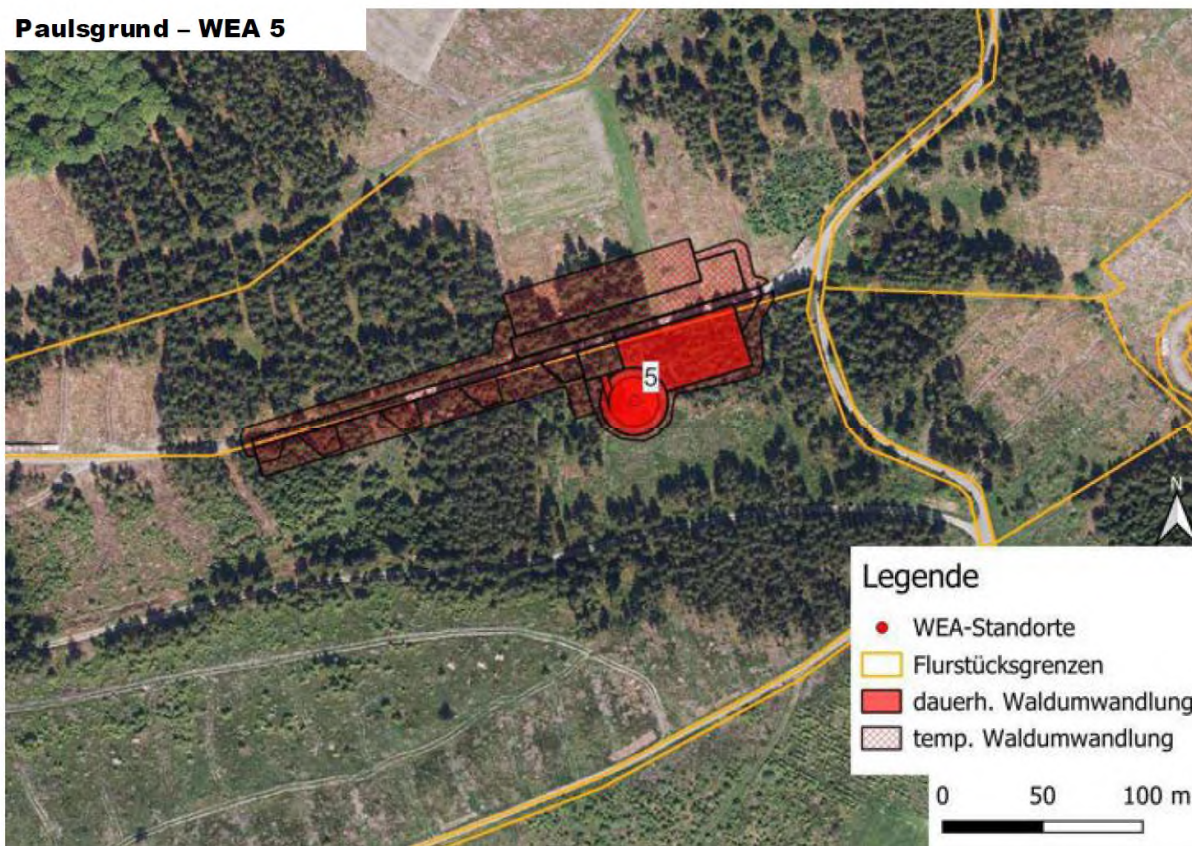 Paulsgrund – WEA 5
5
N
Legende
WEA-Standorte
Flurstücksgrenzen
dauerh. Waldumwandlung
temp. Waldumwandlung
0 50 100 m